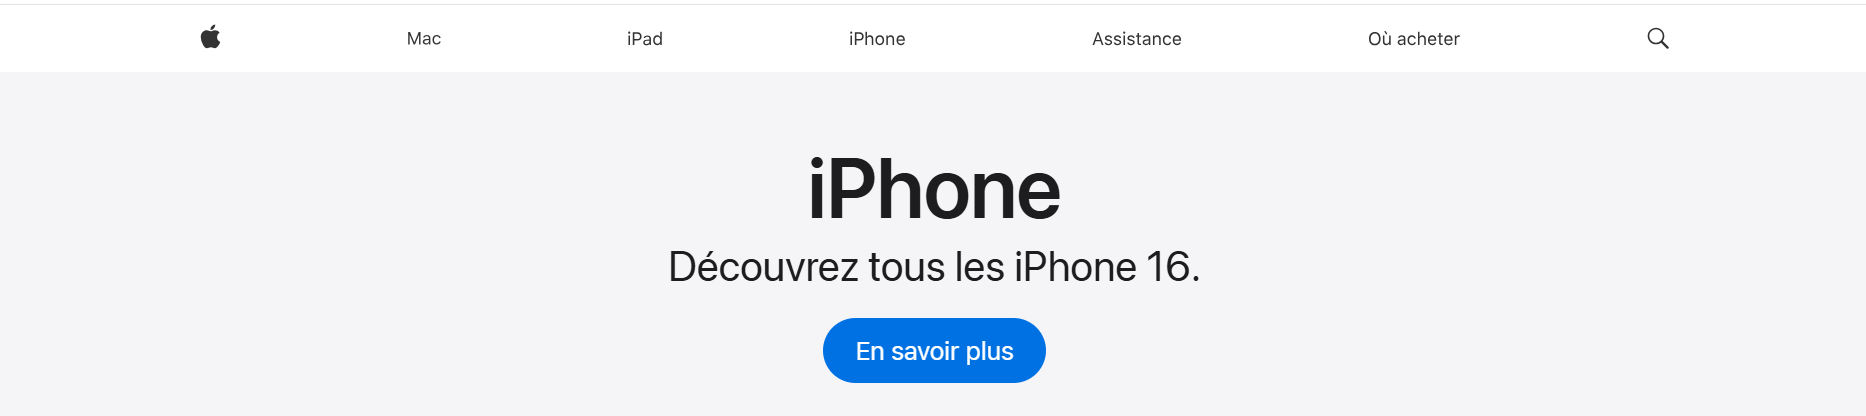 Mac iPad iPhone Assistance Où acheter
iPhone
Découvrez tous les iPhone 16.
En savoir plus